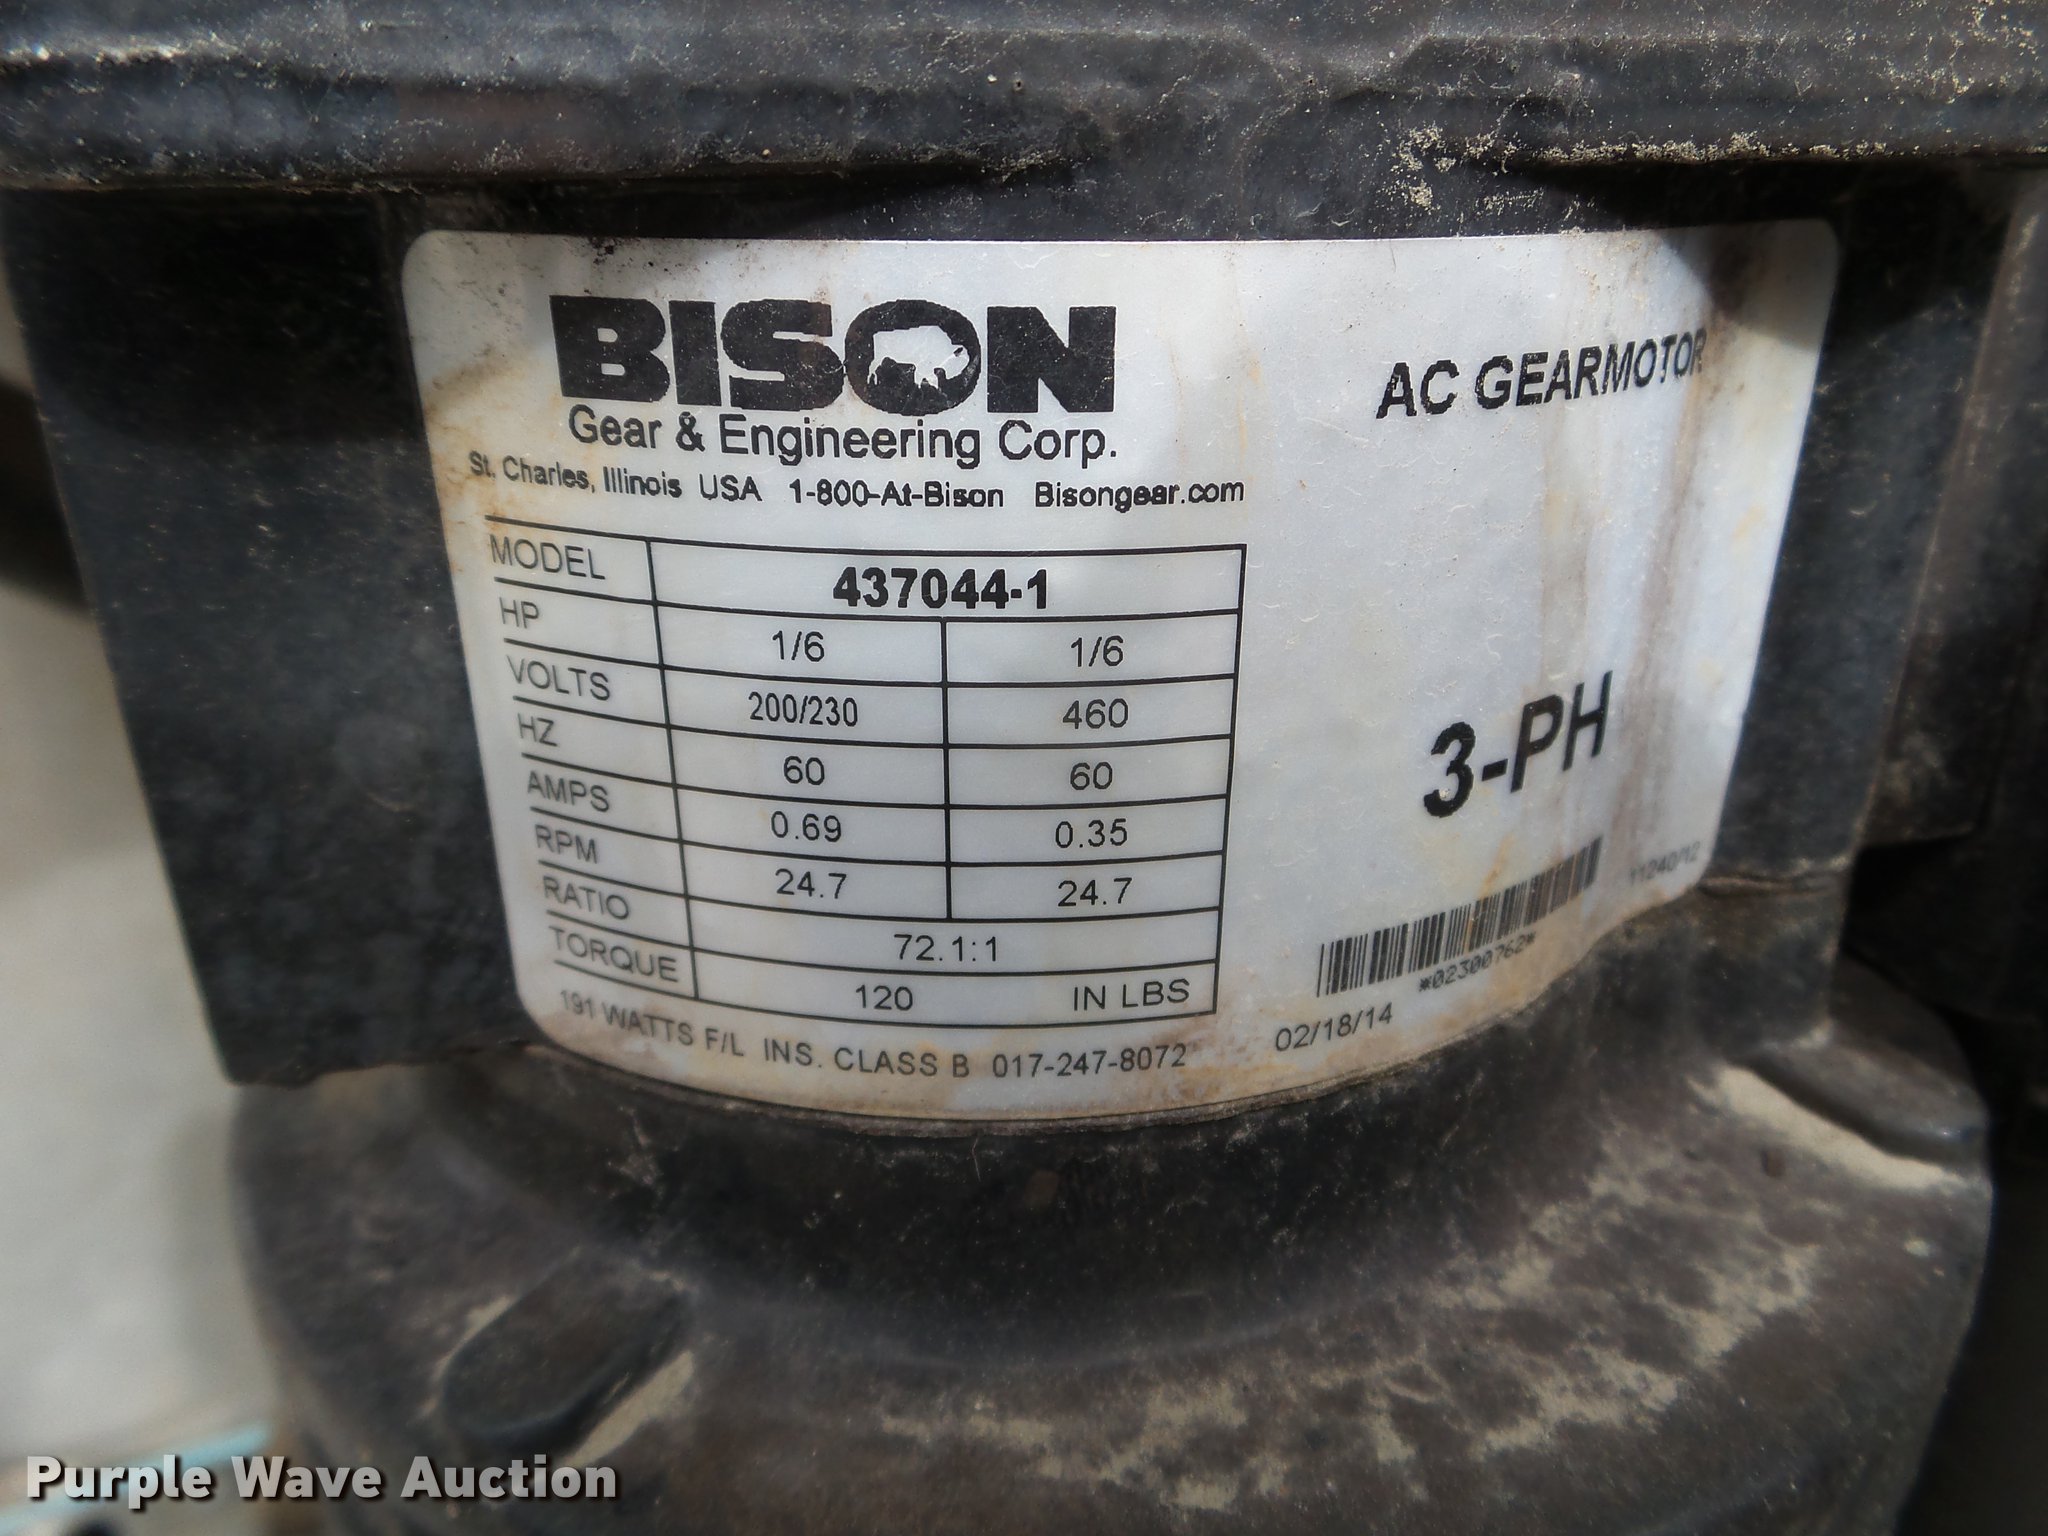 BISON
Gear & Engineering Corp.
St. Charles, Illinois USA 1-800-At-Bison Bisongear.com
AC GEARMOTOR
MODEL 437044-1
HP 1/6 1/6
VOLTS 200/230 460
HZ 60 60
AMPS 0.69 0.35
RPM 24.7 24.7
RATIO 72.1:1
TORQUE 120 IN LBS
191 WATTS F/L INS. CLASS B 017-247-8072
3-PH
*02300762*
02/18/14
Purple Wave Auction